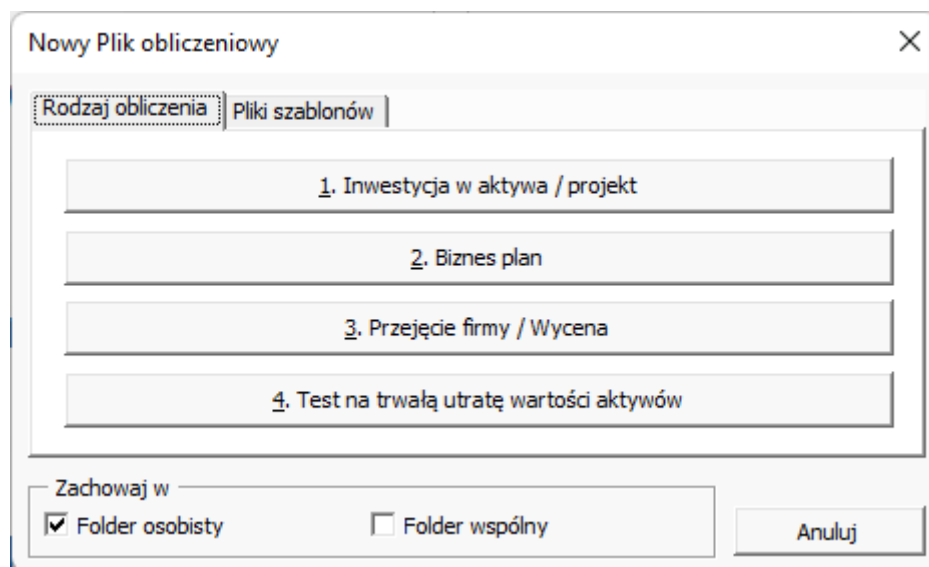 Nowy Plik obliczeniowy
Rodzaj obliczenia Pliki szablonów
1. Inwestycja w aktywa / projekt
2. Biznes plan
3. Przejęcie firmy / Wycena
4. Test na trwałą utratę wartości aktywów
Zachowaj w
Folder osobisty Folder wspólny Anuluj